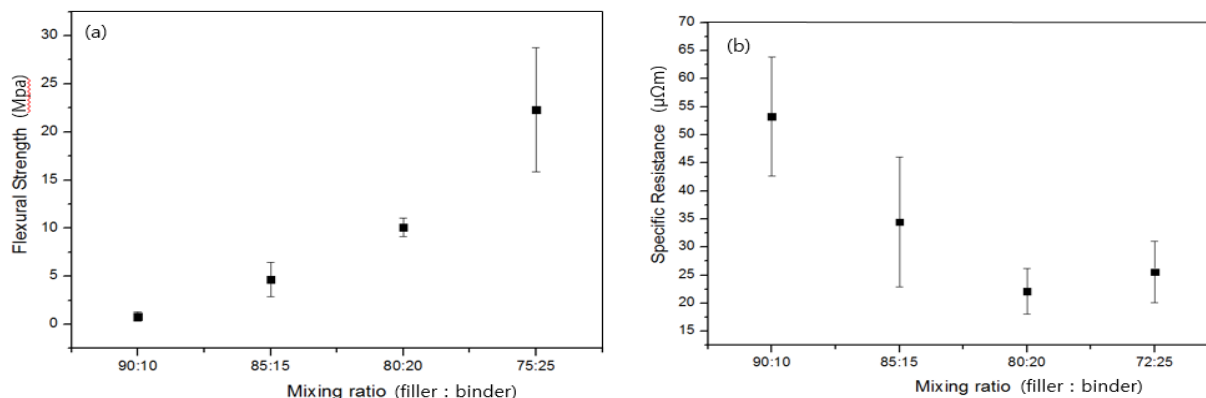 (a)
Flexural Strength (Mpa)
30
25
20
15
10
5
0
90:10 85:15 80:20 75:25
Mixing ratio (filler : binder)
(b)
Specific Resistance (μΩm)
70
65
60
55
50
45
40
35
30
25
20
15
90:10 85:15 80:20 72:25
Mixing ratio (filler : binder)